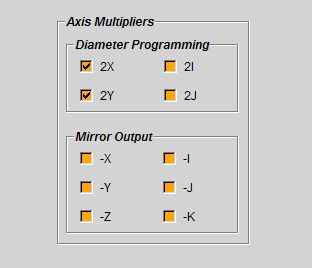 Axis Multipliers
Diameter Programming
2X 2I
2Y 2J
Mirror Output
-X -I
-Y -J
-Z -K